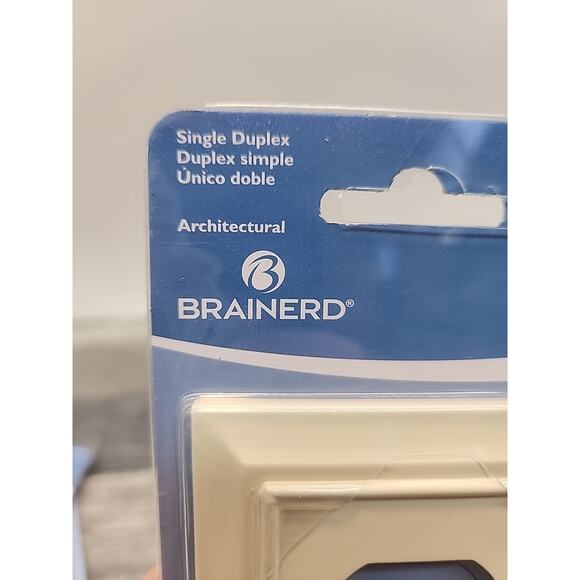 Single Duplex
Duplex simple
Único doble
Architectural
B
BRAINERD®